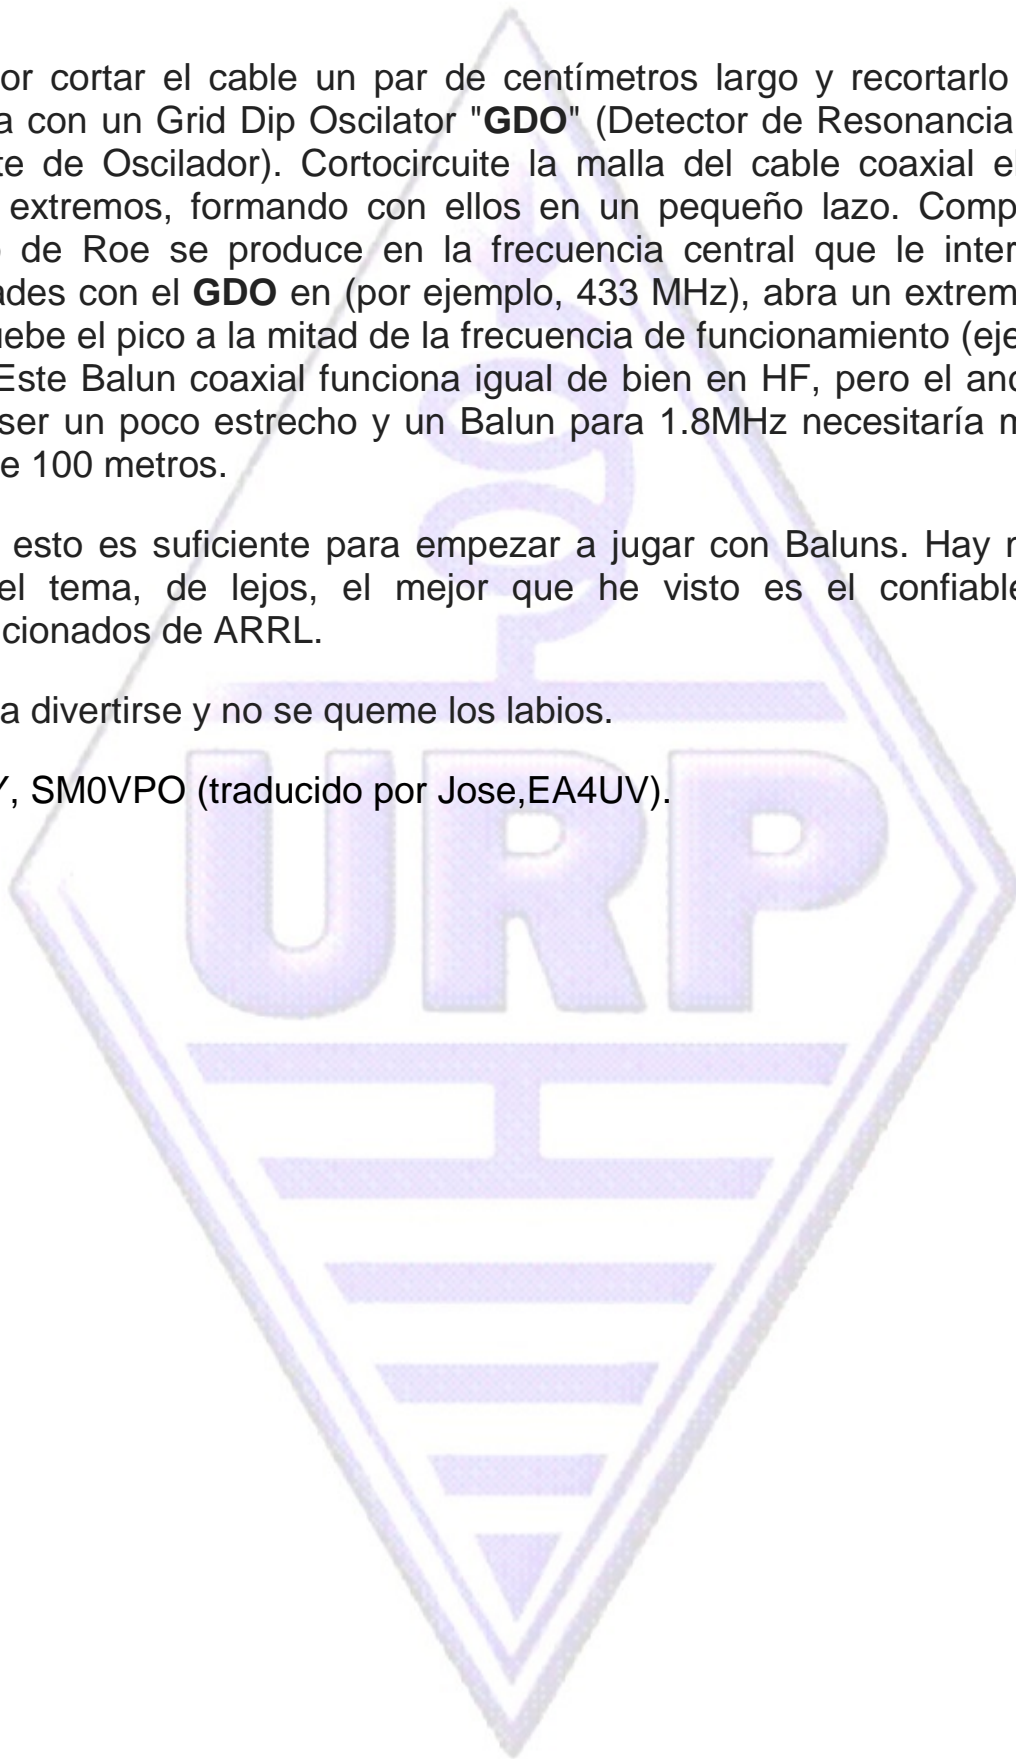 or cortar el cable un par de centímetros largo y recortarlo
a con un Grid Dip Oscilator "GDO" (Detector de Resonancia
te de Oscilador). Cortocircuite la malla del cable coaxial e
extremos, formando con ellos en un pequeño lazo. Comp
de Roe se produce en la frecuencia central que le inter
ades con el GDO en (por ejemplo, 433 MHz), abra un extrem
uebe el pico a la mitad de la frecuencia de funcionamiento (eje
Este Balun coaxial funciona igual de bien en HF, pero el anc
ser un poco estrecho y un Balun para 1.8MHz necesitaría m
e 100 metros.
esto es suficiente para empezar a jugar con Baluns. Hay
el tema, de lejos, el mejor que he visto es el confiable
cionados de ARRL.
a divertirse y no se queme los labios.
Y, SM0VPO (traducido por Jose,EA4UV).
URP